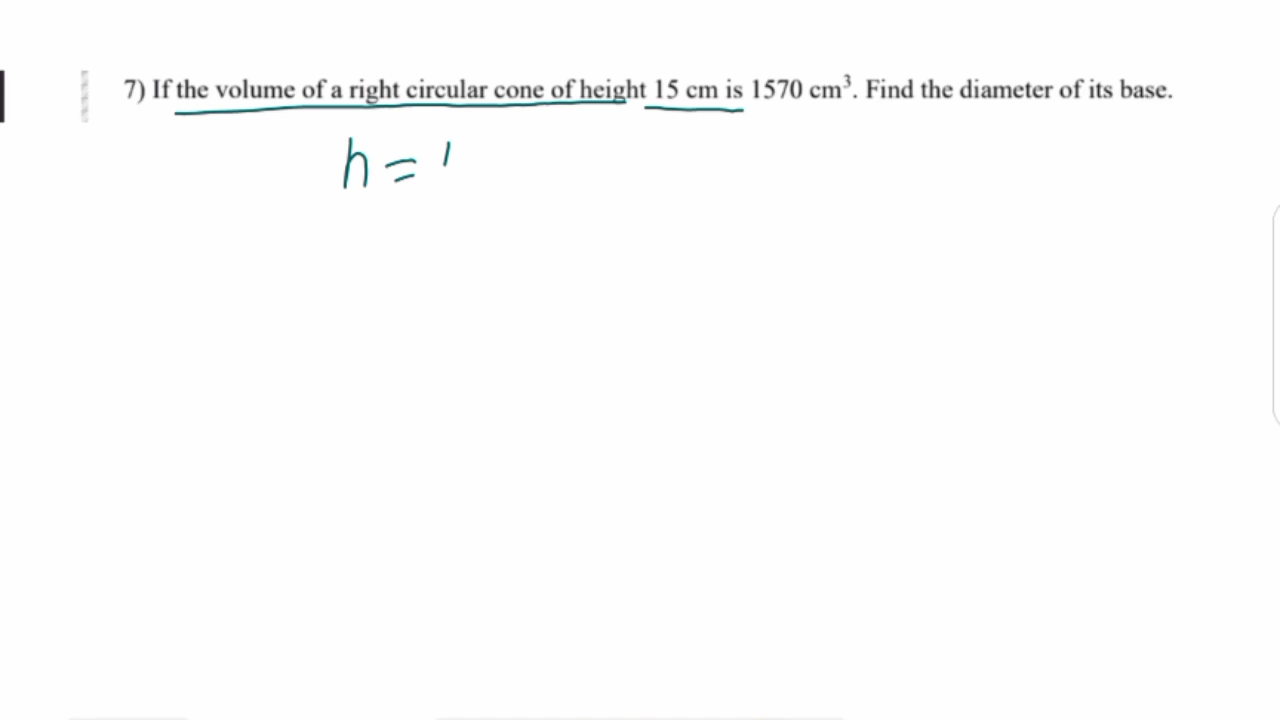 7) If the volume of a right circular cone of height 15 cm is 1570 cm³. Find the diameter of its base.
h = 1